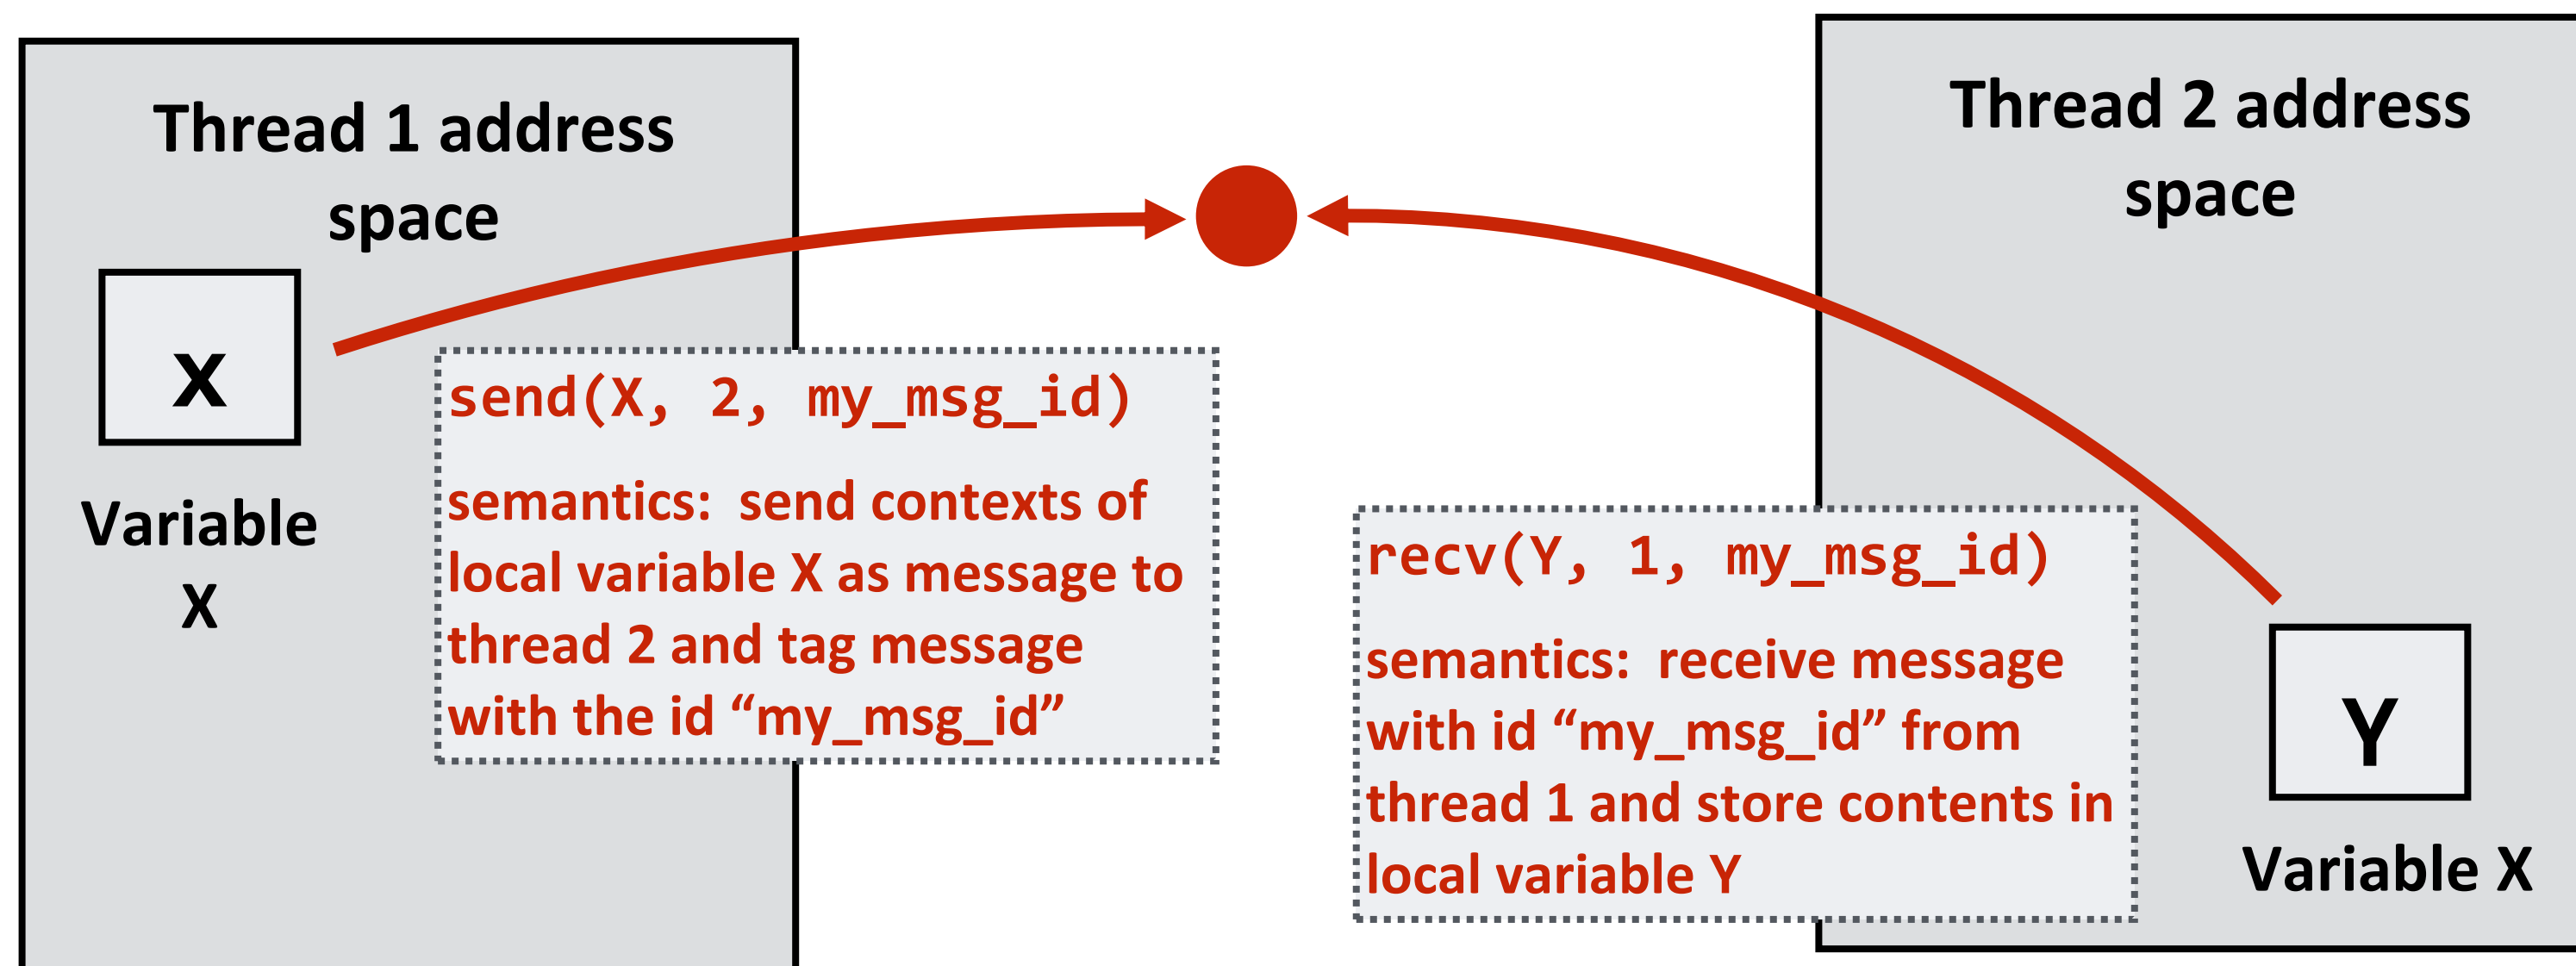 Thread 1 address
space
x
Variable
X
send(X, 2, my_msg_id)
semantics: send contexts of
local variable X as message to
thread 2 and tag message
with the id “my_msg_id”
Thread 2 address
space
recv(Y, 1, my_msg_id)
semantics: receive message
with id “my_msg_id” from
thread 1 and store contents in
local variable Y
Y
Variable X